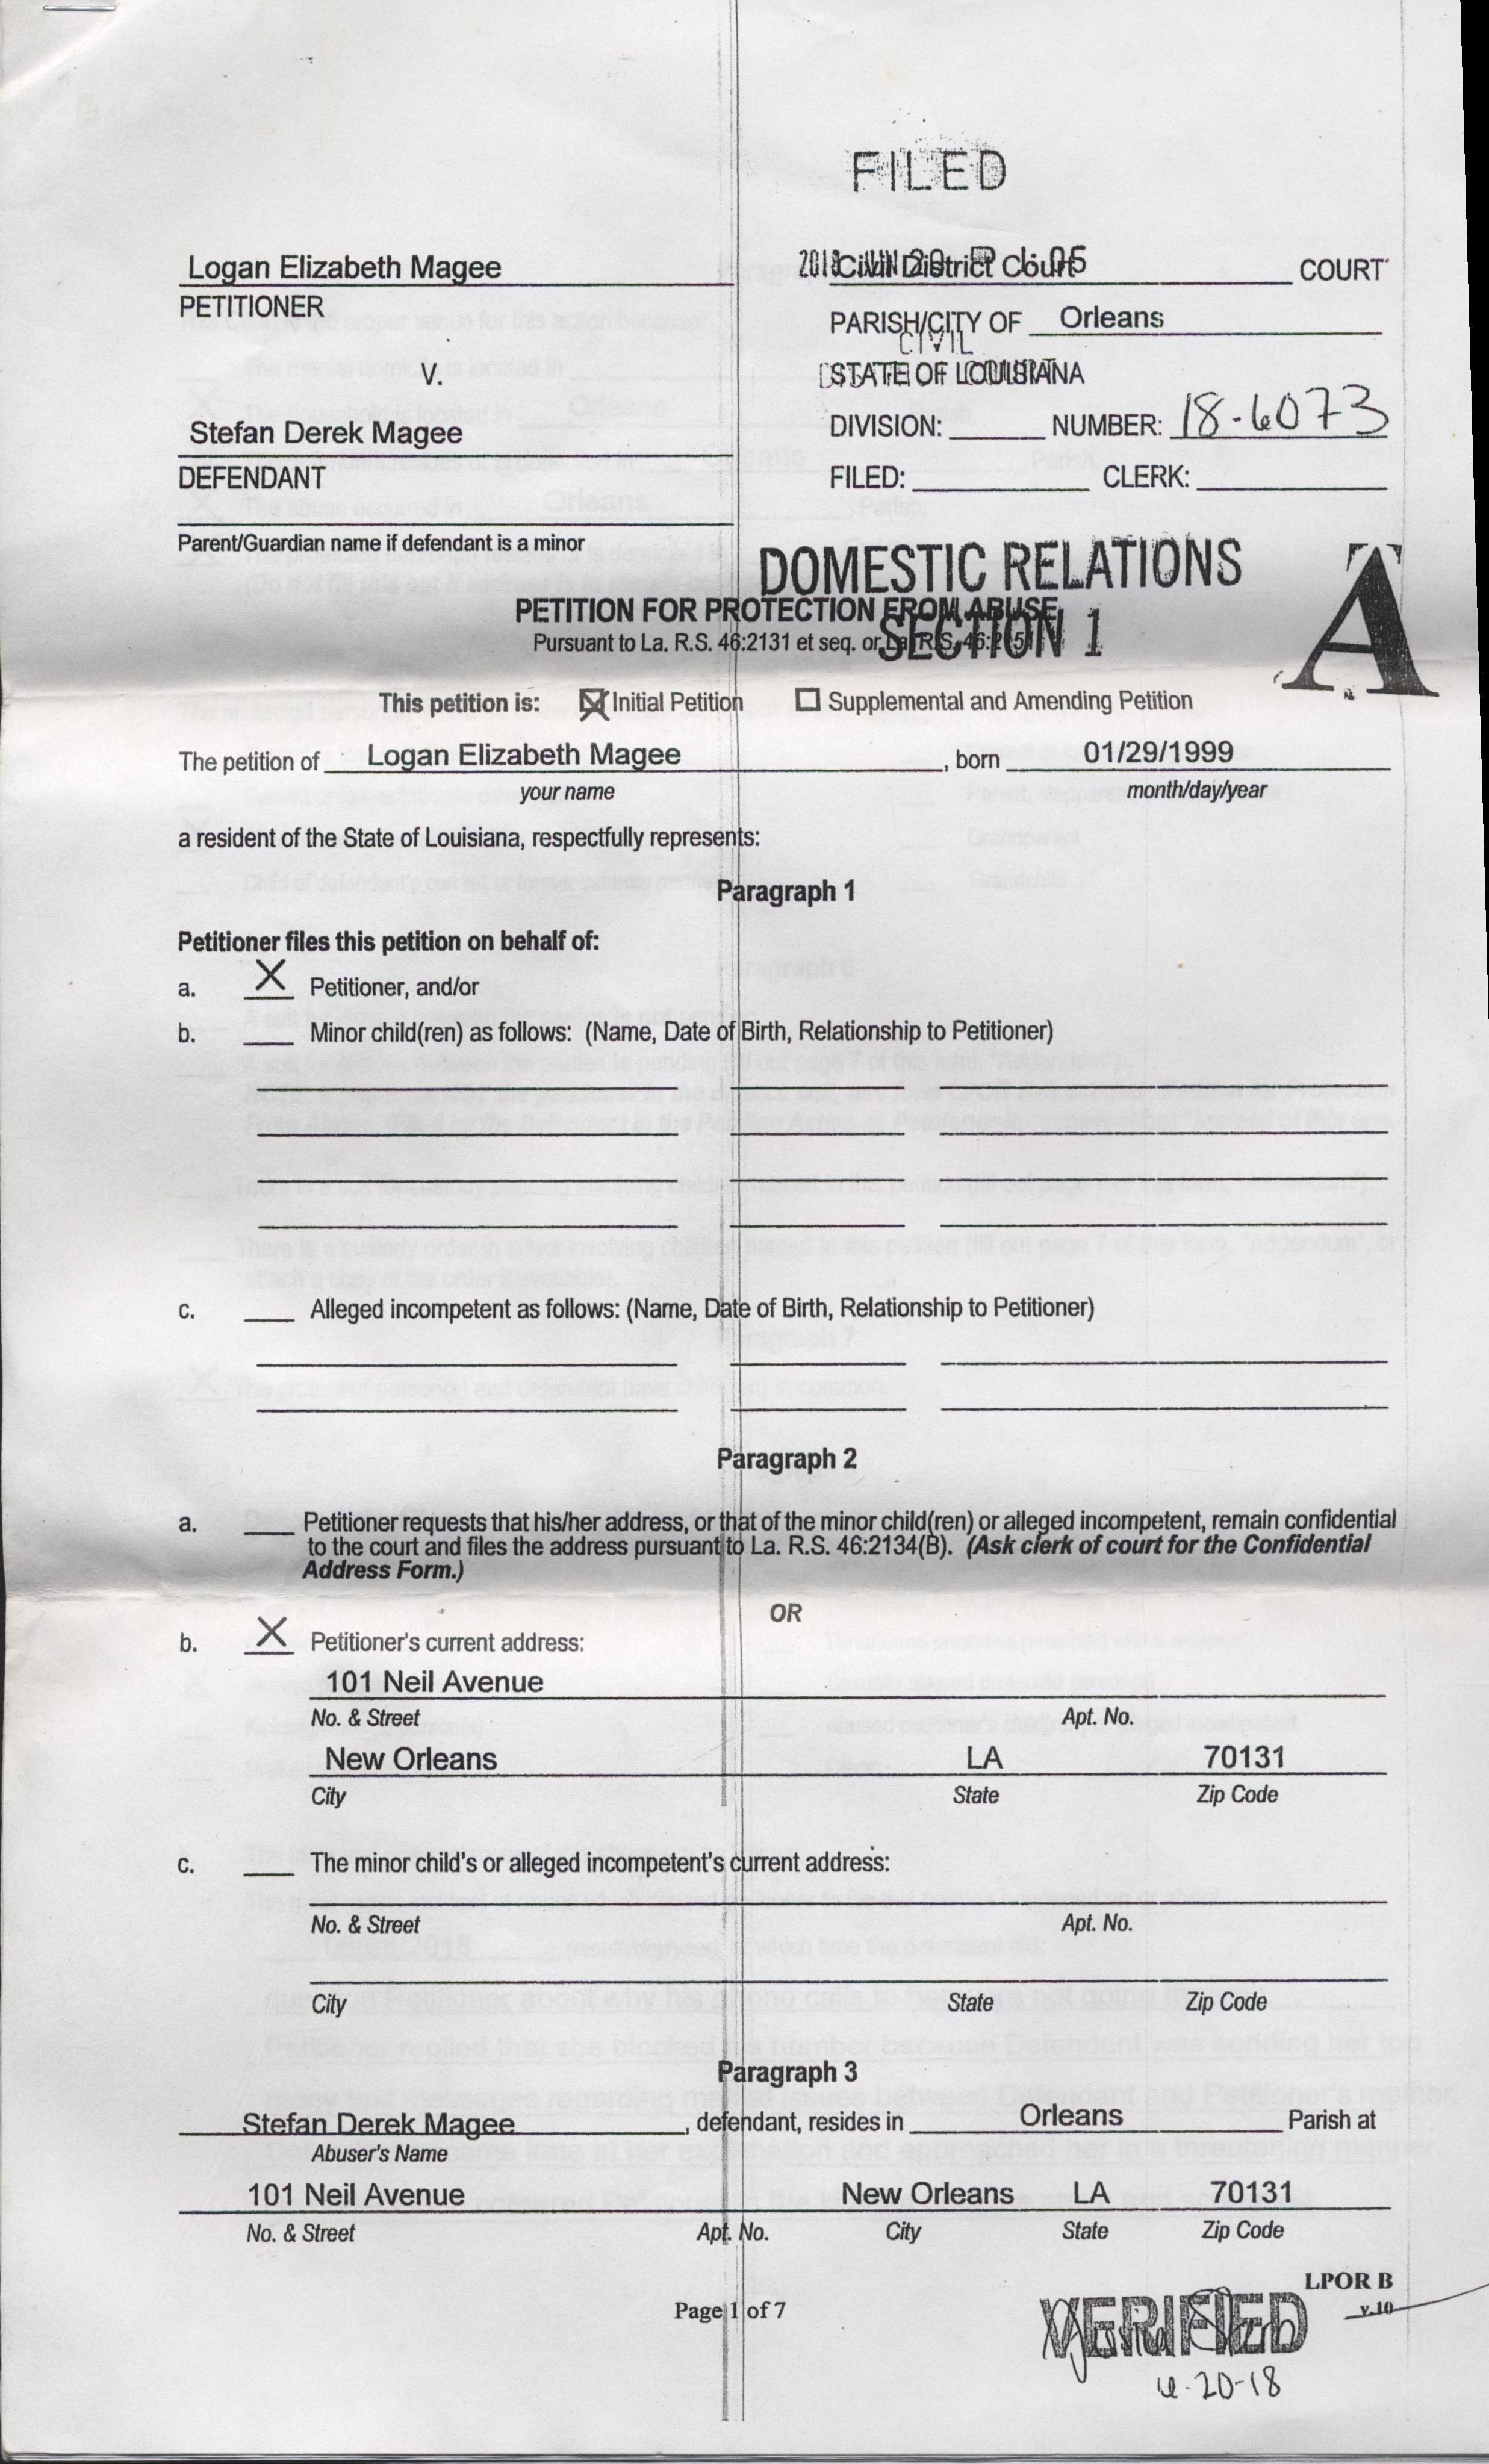 FILED
Logan Elizabeth Magee
PETITIONER
V.
Stefan Derek Magee
DEFENDANT
Parent/Guardian name if defendant is a minor
2018 JUN 20 P 1:05
Civil District Court COURT
PARISH/CITY OF Orleans
CIVIL
STATE OF LOUISIANA
DIVISION: NUMBER: 18-6073
FILED: CLERK:
DOMESTIC RELATIONS
SECTION 1
A
PETITION FOR PROTECTION FROM ABUSE
Pursuant to La. R.S. 46:2131 et seq. or La. R.S. 46:2151
This petition is: Initial Petition Supplemental and Amending Petition
The petition of Logan Elizabeth Magee, born 01/29/1999
your name month/day/year
a resident of the State of Louisiana, respectfully represents:
Paragraph 1
Petitioner files this petition on behalf of:
a. X Petitioner, and/or
b. Minor child(ren) as follows: (Name, Date of Birth, Relationship to Petitioner)
c. Alleged incompetent as follows: (Name, Date of Birth, Relationship to Petitioner)
Paragraph 2
a. Petitioner requests that his/her address, or that of the minor child(ren) or alleged incompetent, remain confidential
to the court and files the address pursuant to La. R.S. 46:2134(B). (Ask clerk of court for the Confidential
Address Form.)
OR
b. X Petitioner's current address:
101 Neil Avenue
No. & Street Apt. No.
New Orleans LA 70131
City State Zip Code
c. The minor child's or alleged incompetent's current address:
No. & Street Apt. No.
City State Zip Code
Paragraph 3
Stefan Derek Magee, defendant, resides in Orleans Parish at
Abuser's Name
101 Neil Avenue New Orleans LA 70131
No. & Street Apt. No. City State Zip Code
LPOR B
v.10
Page 1 of 7
VERIFIED
6-20-18